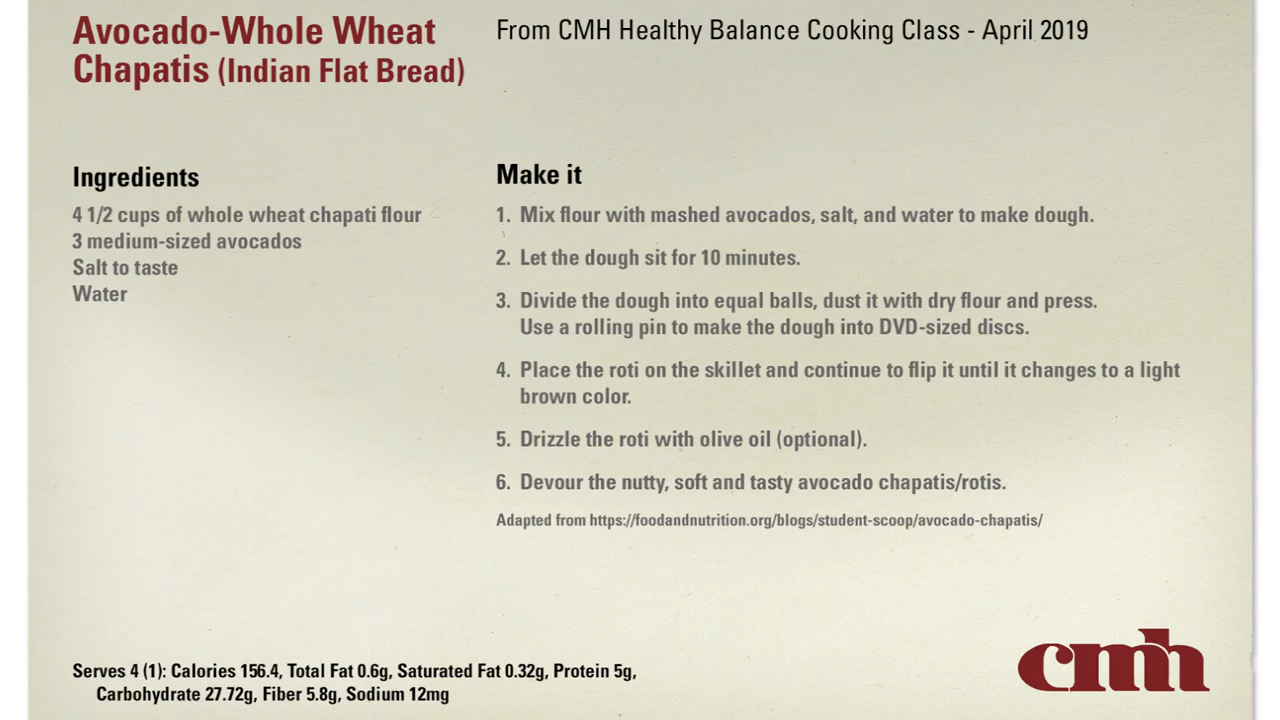 Avocado-Whole Wheat
Chapatis (Indian Flat Bread)
From CMH Healthy Balance Cooking Class - April 2019
Ingredients
4 1/2 cups of whole wheat chapati flour
3 medium-sized avocados
Salt to taste
Water
Make it
1. Mix flour with mashed avocados, salt, and water to make dough.
2. Let the dough sit for 10 minutes.
3. Divide the dough into equal balls, dust it with dry flour and press.
Use a rolling pin to make the dough into DVD-sized discs.
4. Place the roti on the skillet and continue to flip it until it changes to a light
brown color.
5. Drizzle the roti with olive oil (optional).
6. Devour the nutty, soft and tasty avocado chapatis/rotis.
Adapted from https://foodandnutrition.org/blogs/student-scoop/avocado-chapatis/
Serves 4 (1): Calories 156.4, Total Fat 0.6g, Saturated Fat 0.32g, Protein 5g,
Carbohydrate 27.72g, Fiber 5.8g, Sodium 12mg
cmh